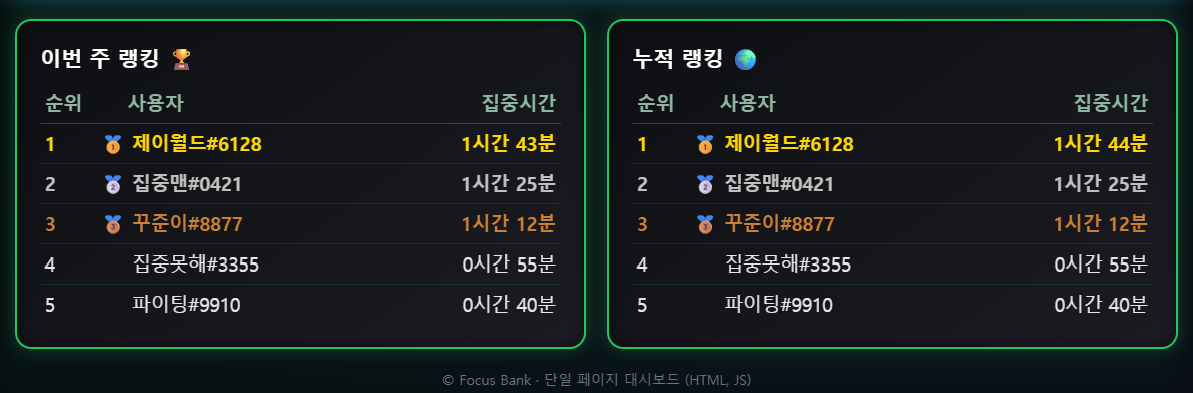 이번 주 랭킹 🏆
순위 사용자 집중시간
1 🥇 제이월드#6128 1시간 43분
2 🥈 집중맨#0421 1시간 25분
3 🥉 꾸준이#8877 1시간 12분
4 집중못해#3355 0시간 55분
5 파이팅#9910 0시간 40분
누적 랭킹 🌍
순위 사용자 집중시간
1 🥇 제이월드#6128 1시간 44분
2 🥈 집중맨#0421 1시간 25분
3 🥉 꾸준이#8877 1시간 12분
4 집중못해#3355 0시간 55분
5 파이팅#9910 0시간 40분
© Focus Bank · 단일 페이지 대시보드 (HTML, JS)